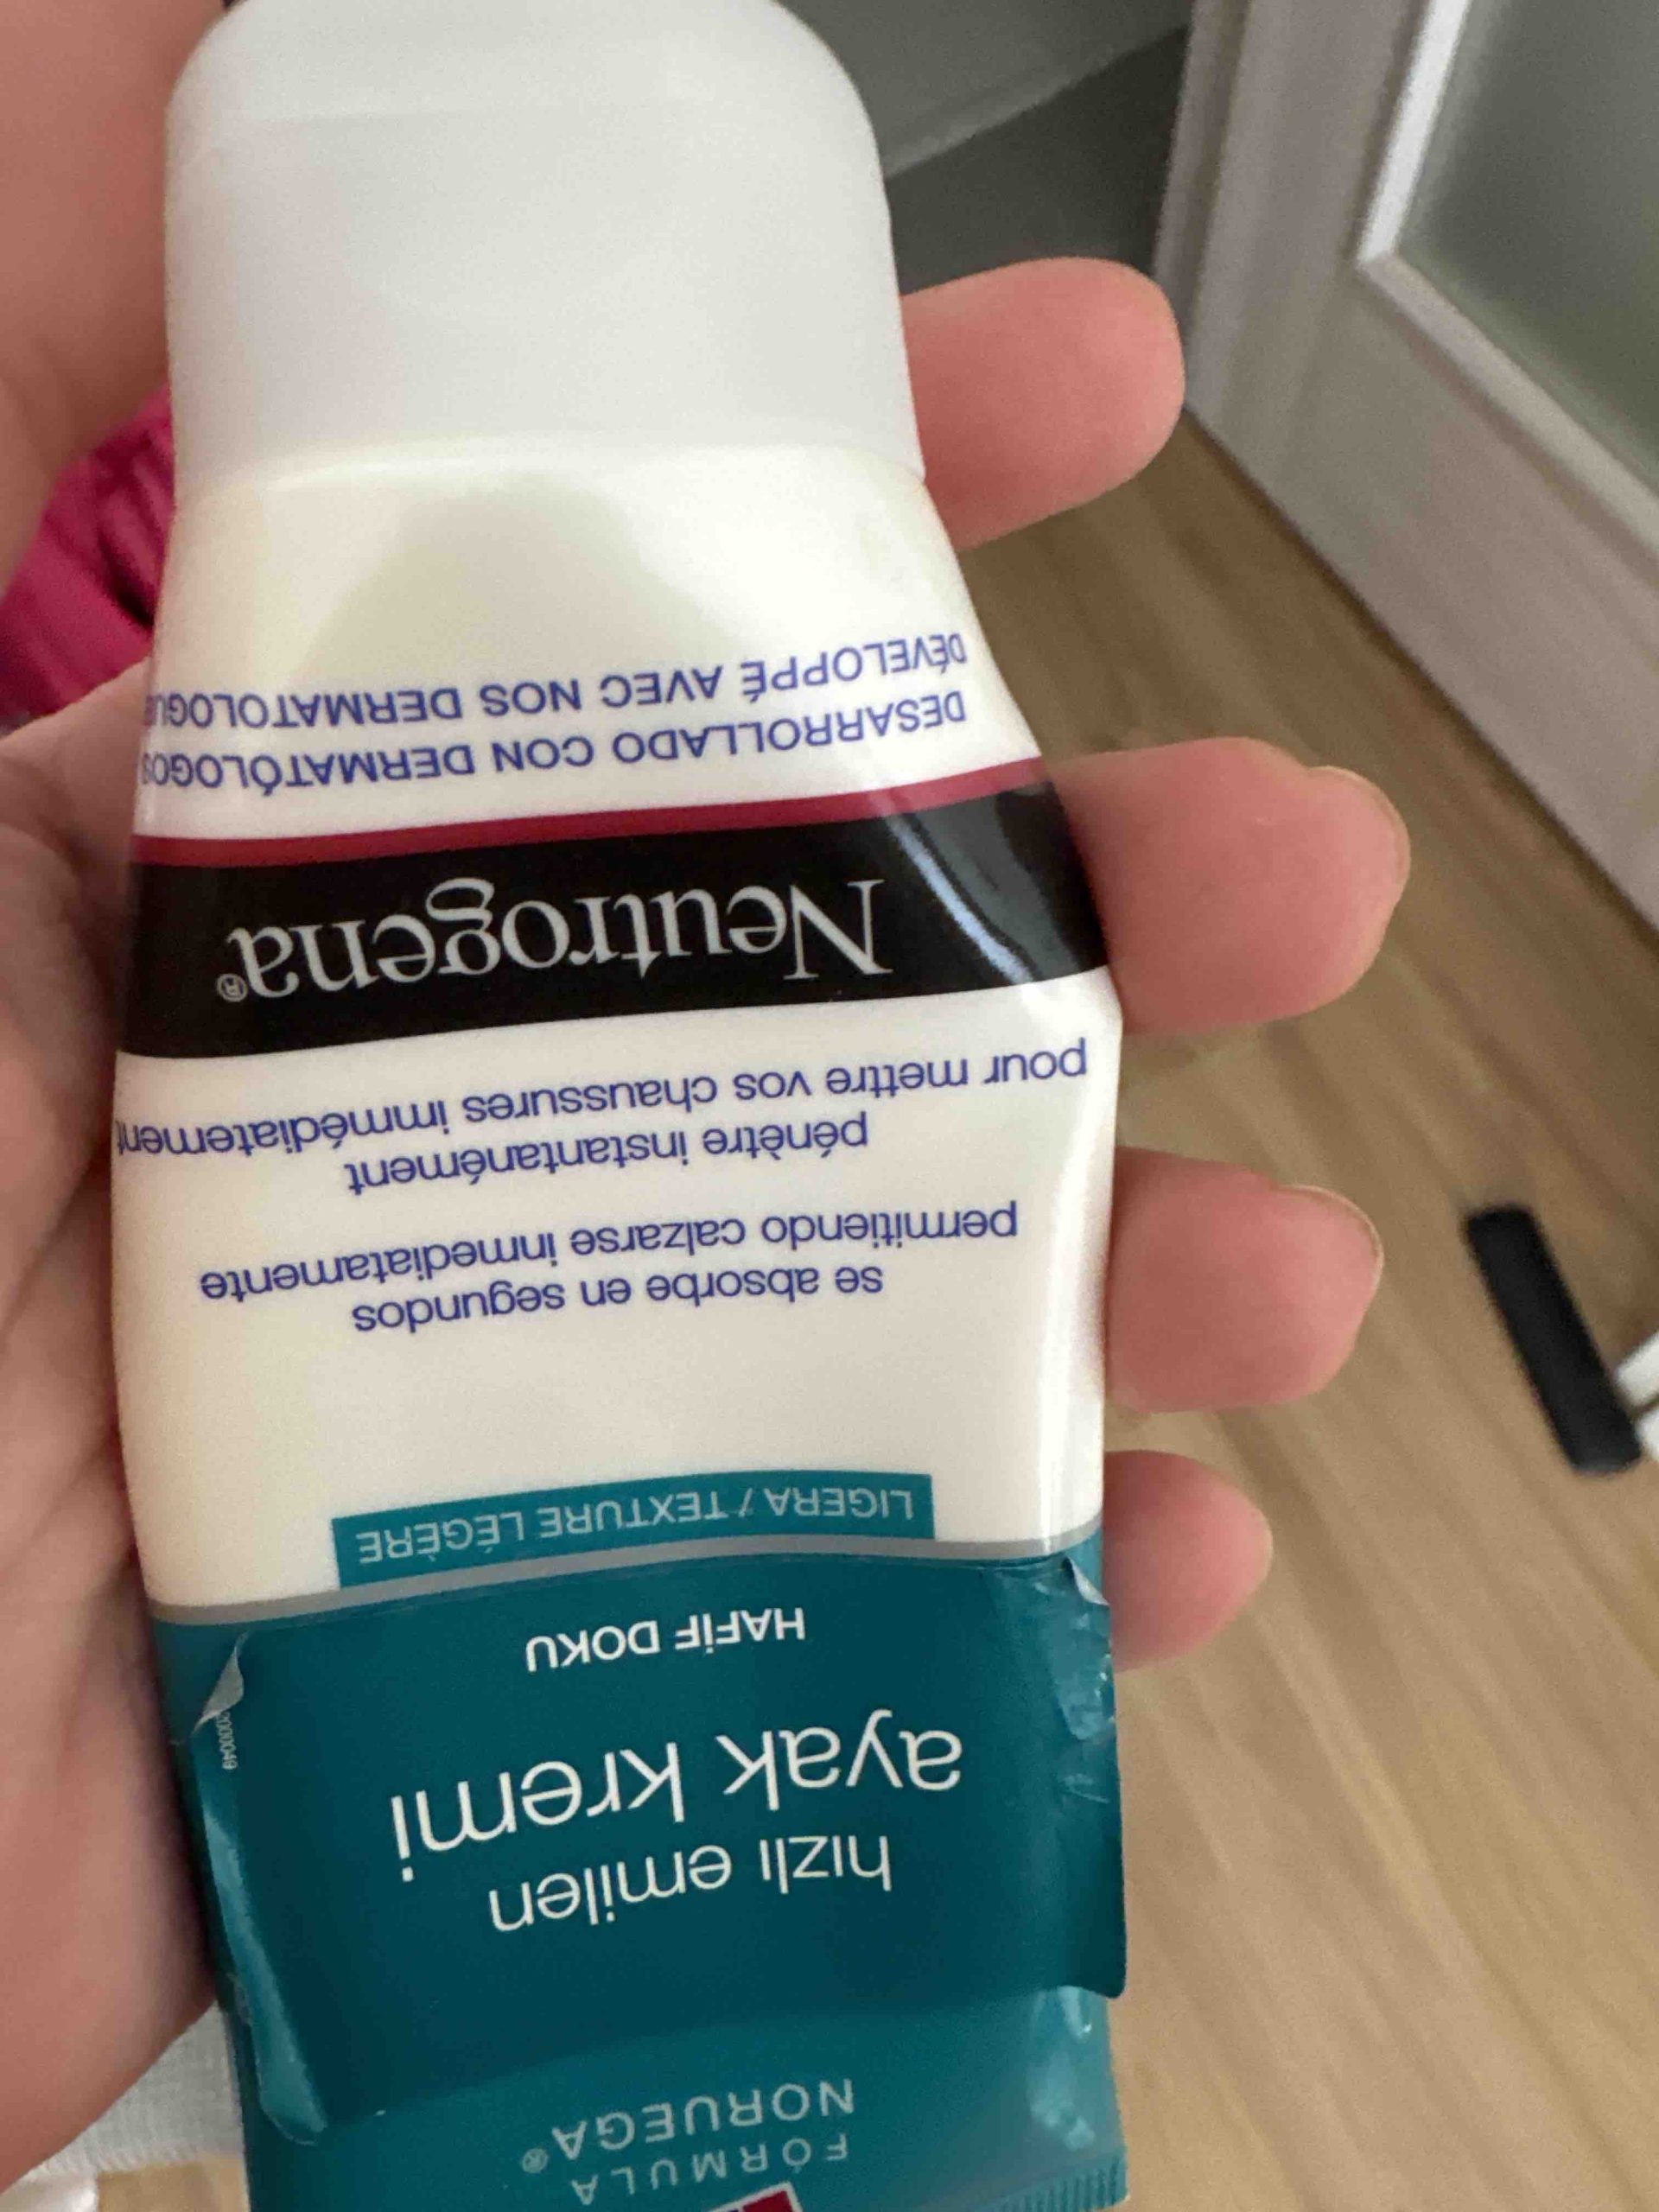 FÓRMULA
NORUEGA®
hızlı emilen
ayak kremi
HAFİF DOKU
LIGERA / TEXTURE LÉGÈRE
se absorbe en segundos
permitiendo calzarse inmediatamente
pénètre instantanément
pour mettre vos chaussures immédiatement
Neutrogena®
DESARROLLADO CON DERMATÓLOGOS
DÉVELOPPÉ AVEC NOS
200049